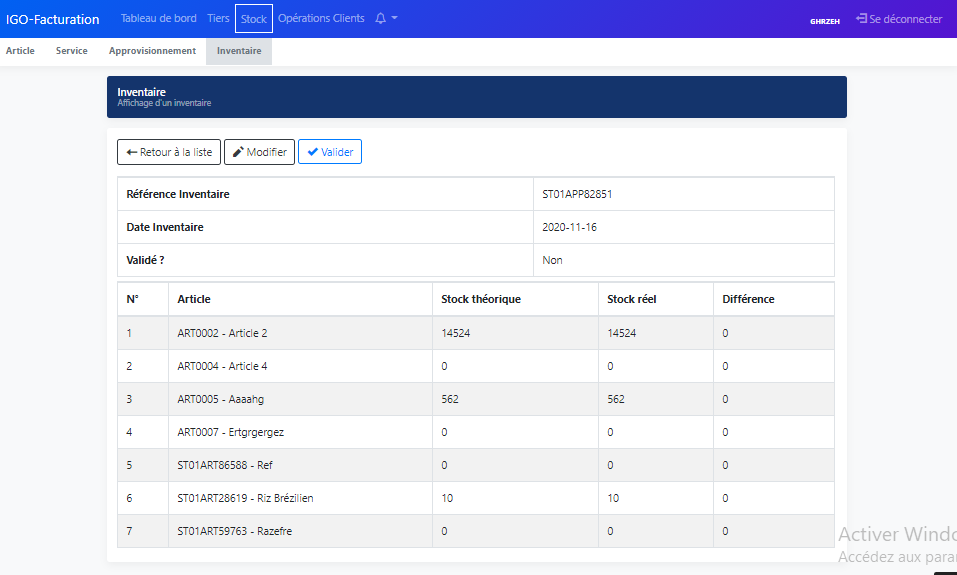 IGO-Facturation Tableau de bord Tiers Stock Opérations Clients GHRZEH Se déconnecter
Article Service Approvisionnement Inventaire
Inventaire
Affichage d'un inventaire
Retour à la liste Modifier Valider
Référence Inventaire ST01APP82851
Date Inventaire 2020-11-16
Validé ? Non
N° Article Stock théorique Stock réel Différence
1 ART0002 - Article 2 14524 14524 0
2 ART0004 - Article 4 0 0 0
3 ART0005 - Aaaahg 562 562 0
4 ART0007 - Ertgrgergez 0 0 0
5 ST01ART86588 - Ref 0 0 0
6 ST01ART28619 - Riz Brézilien 10 10 0
7 ST01ART59763 - Razefre 0 0 0
Activer Windo
Accédez aux para